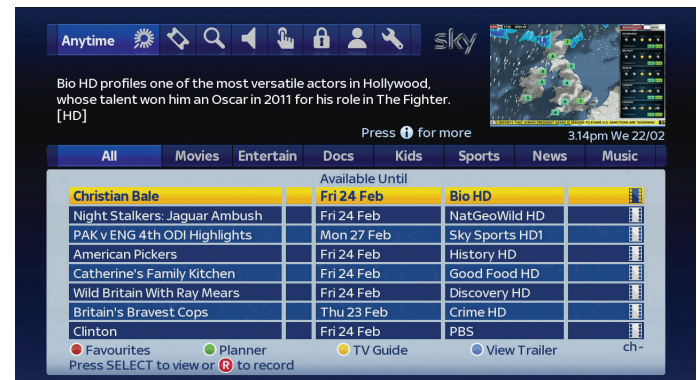 Anytime
sky
Bio HD profiles one of the most versatile actors in Hollywood,
whose talent won him an Oscar in 2011 for his role in The Fighter.
[HD]
Press i for more
3.14pm We 22/02
All Movies Entertain Docs Kids Sports News Music
Available Until
Christian Bale Fri 24 Feb Bio HD
Night Stalkers: Jaguar Ambush Fri 24 Feb NatGeoWild HD
PAK v ENG 4th ODI Highlights Mon 27 Feb Sky Sports HD1
American Pickers Fri 24 Feb History HD
Catherine's Family Kitchen Fri 24 Feb Good Food HD
Wild Britain With Ray Mears Fri 24 Feb Discovery HD
Britain's Bravest Cops Thu 23 Feb Crime HD
Clinton Fri 24 Feb PBS
Favourites Planner TV Guide View Trailer ch-
Press SELECT to view or R to record